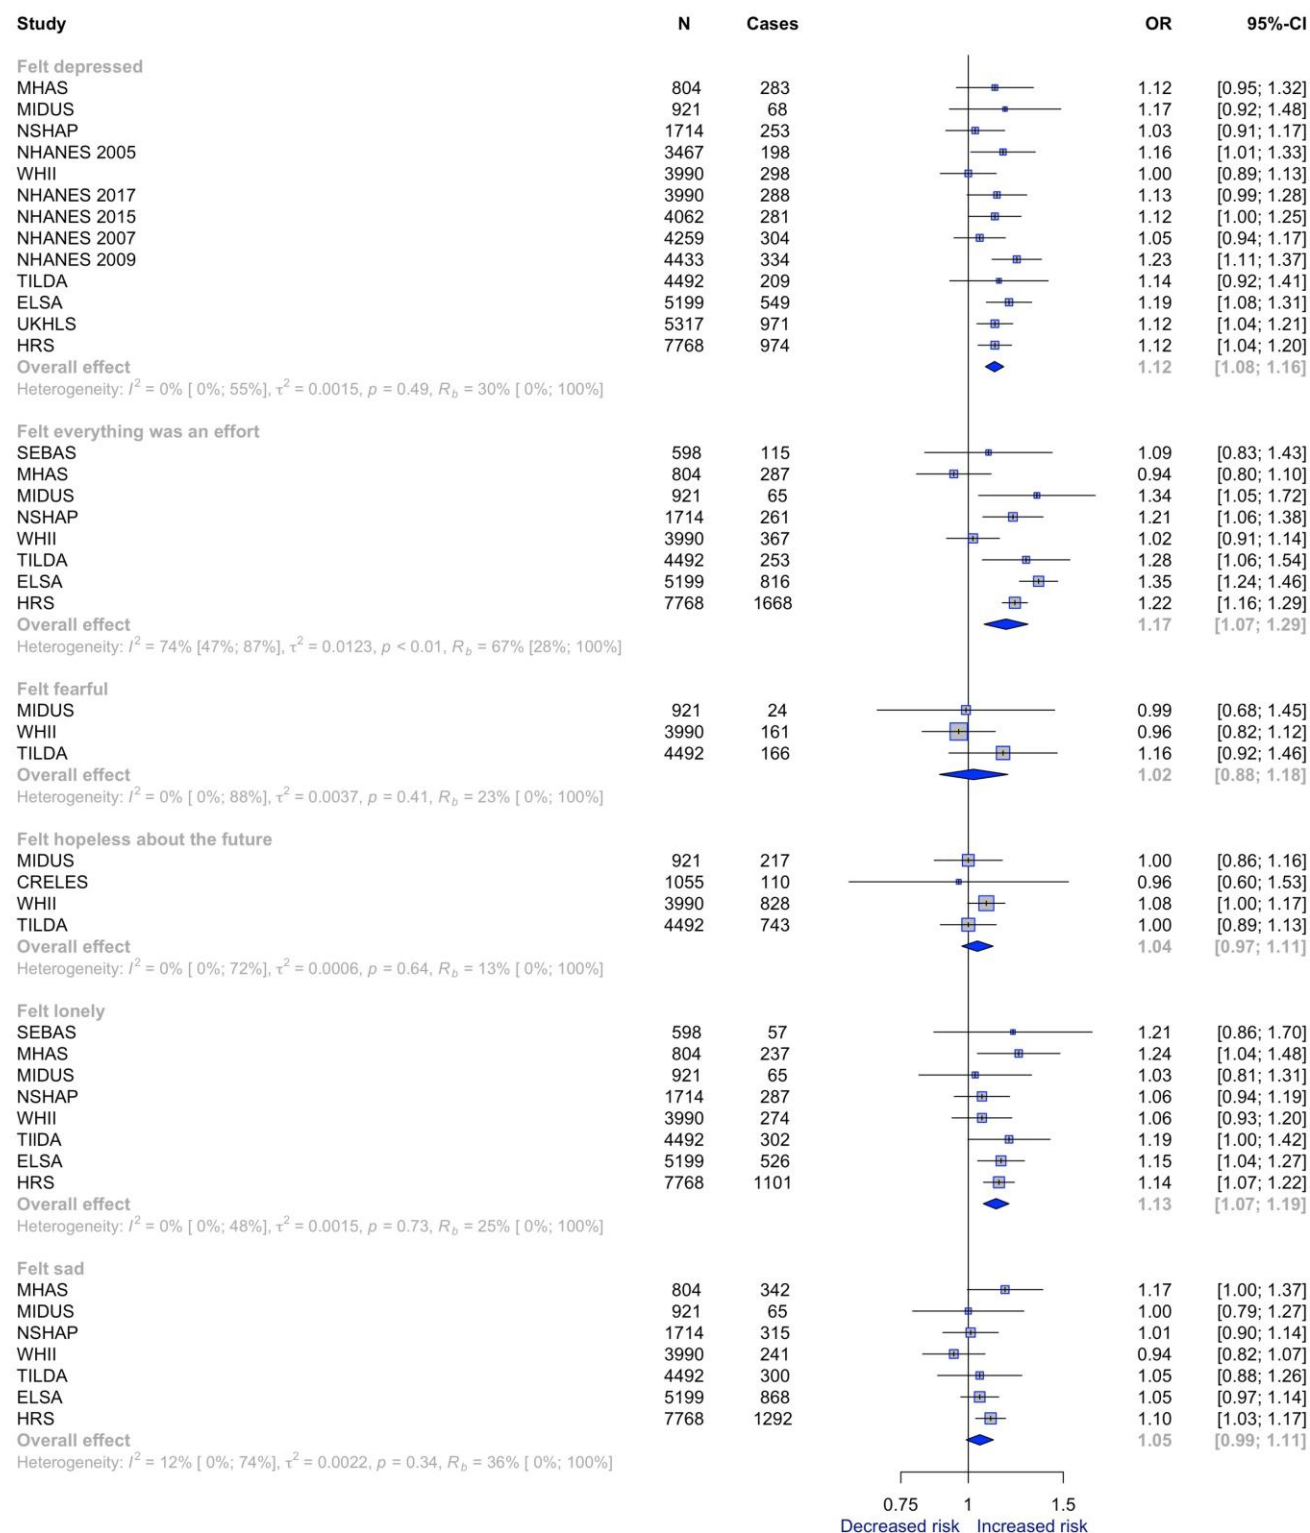 Study N Cases OR 95%-CI
Felt depressed
MHAS 804 283 1.12 [0.95; 1.32]
MIDUS 921 68 1.17 [0.92; 1.48]
NSHAP 1714 253 1.03 [0.91; 1.17]
NHANES 2005 3467 198 1.16 [1.01; 1.33]
WHII 3990 298 1.00 [0.89; 1.13]
NHANES 2017 3990 288 1.13 [0.99; 1.28]
NHANES 2015 4062 281 1.12 [1.00; 1.25]
NHANES 2007 4259 304 1.05 [0.94; 1.17]
NHANES 2009 4433 334 1.23 [1.11; 1.37]
TILDA 4492 209 1.14 [0.92; 1.41]
ELSA 5199 549 1.19 [1.08; 1.31]
UKHLS 5317 971 1.12 [1.04; 1.21]
HRS 7768 974 1.12 [1.04; 1.20]
Overall effect 1.12 [1.08; 1.16]
Heterogeneity: I² = 0% [ 0%; 55%], τ² = 0.0015, p = 0.49, R_b = 30% [ 0%; 100%]
Felt everything was an effort
SEBAS 598 115 1.09 [0.83; 1.43]
MHAS 804 287 0.94 [0.80; 1.10]
MIDUS 921 65 1.34 [1.05; 1.72]
NSHAP 1714 261 1.21 [1.06; 1.38]
WHII 3990 367 1.02 [0.91; 1.14]
TILDA 4492 253 1.28 [1.06; 1.54]
ELSA 5199 816 1.35 [1.24; 1.46]
HRS 7768 1668 1.22 [1.16; 1.29]
Overall effect 1.17 [1.07; 1.29]
Heterogeneity: I² = 74% [47%; 87%], τ² = 0.0123, p < 0.01, R_b = 67% [28%; 100%]
Felt fearful
MIDUS 921 24 0.99 [0.68; 1.45]
WHII 3990 161 0.96 [0.82; 1.12]
TILDA 4492 166 1.16 [0.92; 1.46]
Overall effect 1.02 [0.88; 1.18]
Heterogeneity: I² = 0% [ 0%; 88%], τ² = 0.0037, p = 0.41, R_b = 23% [ 0%; 100%]
Felt hopeless about the future
MIDUS 921 217 1.00 [0.86; 1.16]
CRELES 1055 110 0.96 [0.60; 1.53]
WHII 3990 828 1.08 [1.00; 1.17]
TILDA 4492 743 1.00 [0.89; 1.13]
Overall effect 1.04 [0.97; 1.11]
Heterogeneity: I² = 0% [ 0%; 72%], τ² = 0.0006, p = 0.64, R_b = 13% [ 0%; 100%]
Felt lonely
SEBAS 598 57 1.21 [0.86; 1.70]
MHAS 804 237 1.24 [1.04; 1.48]
MIDUS 921 65 1.03 [0.81; 1.31]
NSHAP 1714 287 1.06 [0.94; 1.19]
WHII 3990 274 1.06 [0.93; 1.20]
TIIDA 4492 302 1.19 [1.00; 1.42]
ELSA 5199 526 1.15 [1.04; 1.27]
HRS 7768 1101 1.14 [1.07; 1.22]
Overall effect 1.13 [1.07; 1.19]
Heterogeneity: I² = 0% [ 0%; 48%], τ² = 0.0015, p = 0.73, R_b = 25% [ 0%; 100%]
Felt sad
MHAS 804 342 1.17 [1.00; 1.37]
MIDUS 921 65 1.00 [0.79; 1.27]
NSHAP 1714 315 1.01 [0.90; 1.14]
WHII 3990 241 0.94 [0.82; 1.07]
TILDA 4492 300 1.05 [0.88; 1.26]
ELSA 5199 868 1.05 [0.97; 1.14]
HRS 7768 1292 1.10 [1.03; 1.17]
Overall effect 1.05 [0.99; 1.11]
Heterogeneity: I² = 12% [ 0%; 74%], τ² = 0.0022, p = 0.34, R_b = 36% [ 0%; 100%]
0.75 1 1.5
Decreased risk Increased risk